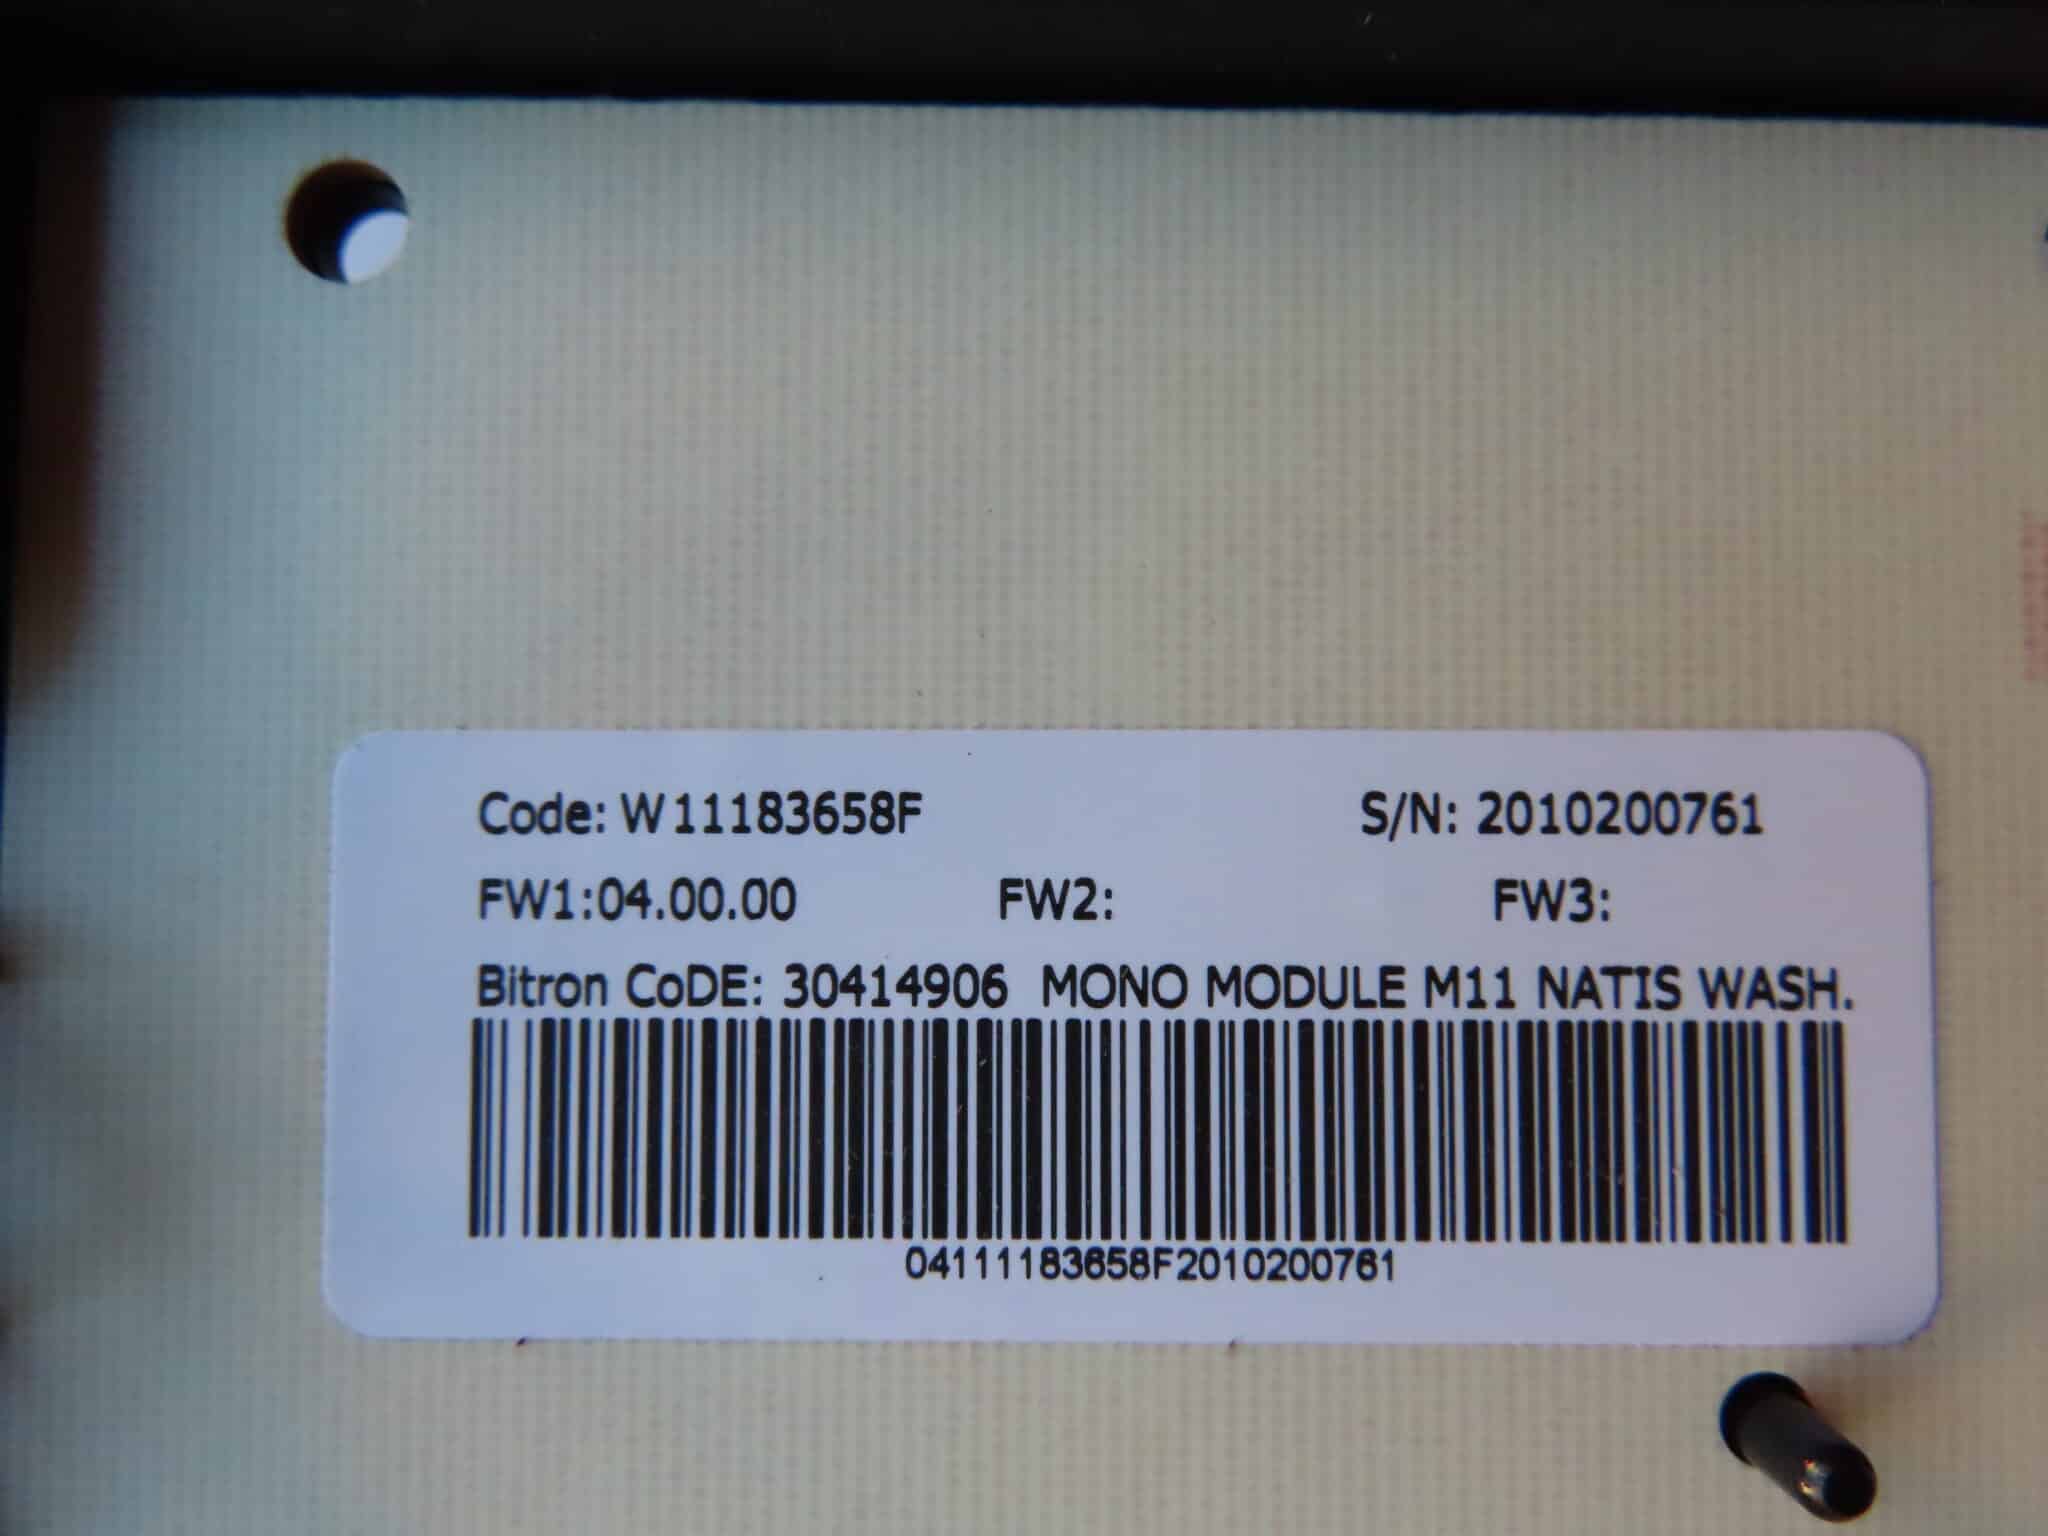 Code: W11183658F S/N: 2010200761
FW1:04.00.00 FW2: FW3:
Bitron CoDE: 30414906 MONO MODULE M11 NATIS WASH.
04111183658F2010200761